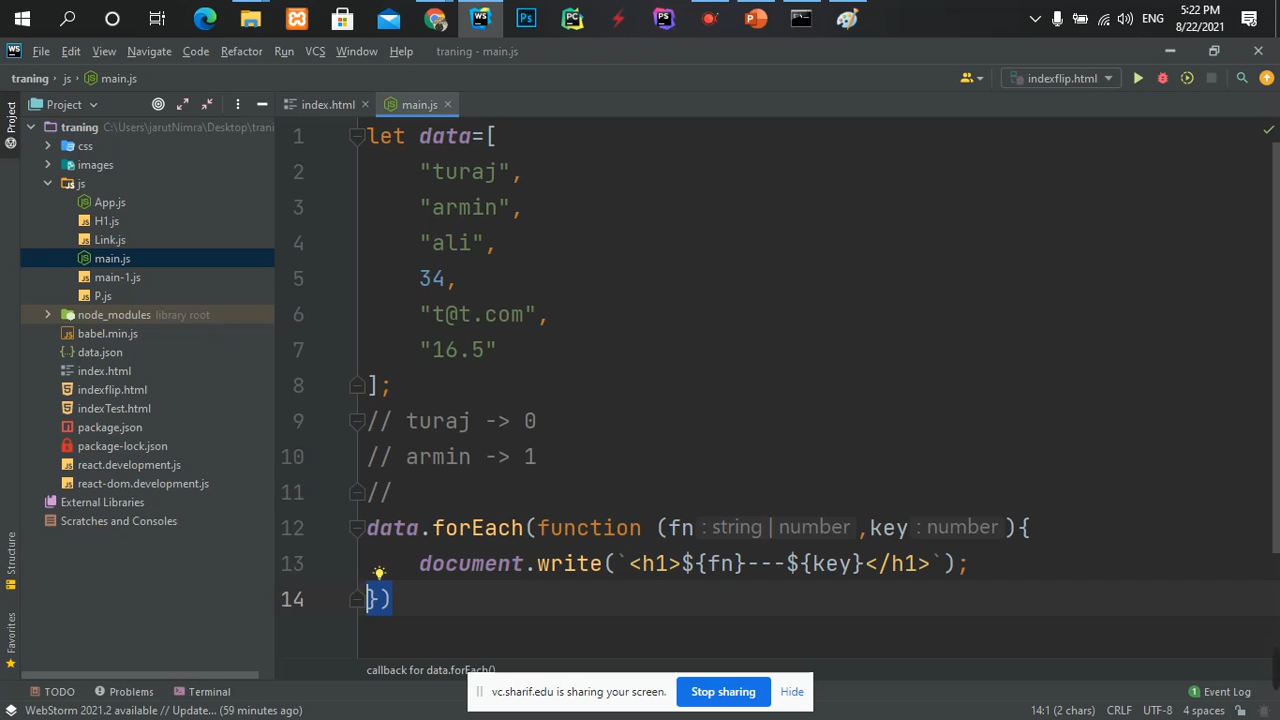 WS
Ps
PC
PS
ENG
5:22 PM
8/22/2021
WS File Edit View Navigate Code Refactor Run VCS Window Help traning - main.js
traning js main.js
indexflip.html
Project
index.html
main.js
traning C:\Users\jarutNimra\Desktop\trani
css
images
js
App.js
H1.js
Link.js
main.js
main-1.js
P.js
node_modules library root
babel.min.js
data.json
index.html
indexflip.html
indexTest.html
package.json
package-lock.json
react.development.js
react-dom.development.js
External Libraries
Scratches and Consoles
Project
Structure
Favorites
1 let data=[
2 "turaj",
3 "armin",
4 "ali",
5 34,
6 "t@t.com",
7 "16.5"
8 ];
9 // turaj -> 0
10 // armin -> 1
11 //
12 data.forEach(function (fn : string | number ,key : number ){
13 document.write(`<h1>${fn}---${key}</h1>`);
14 })
callback for data.forEach()
vc.sharif.edu is sharing your screen.
Stop sharing
Hide
TODO
Problems
Terminal
Event Log
WebStorm 2021.2 available // Update... (59 minutes ago)
14:1 (2 chars) CRLF UTF-8 4 spaces